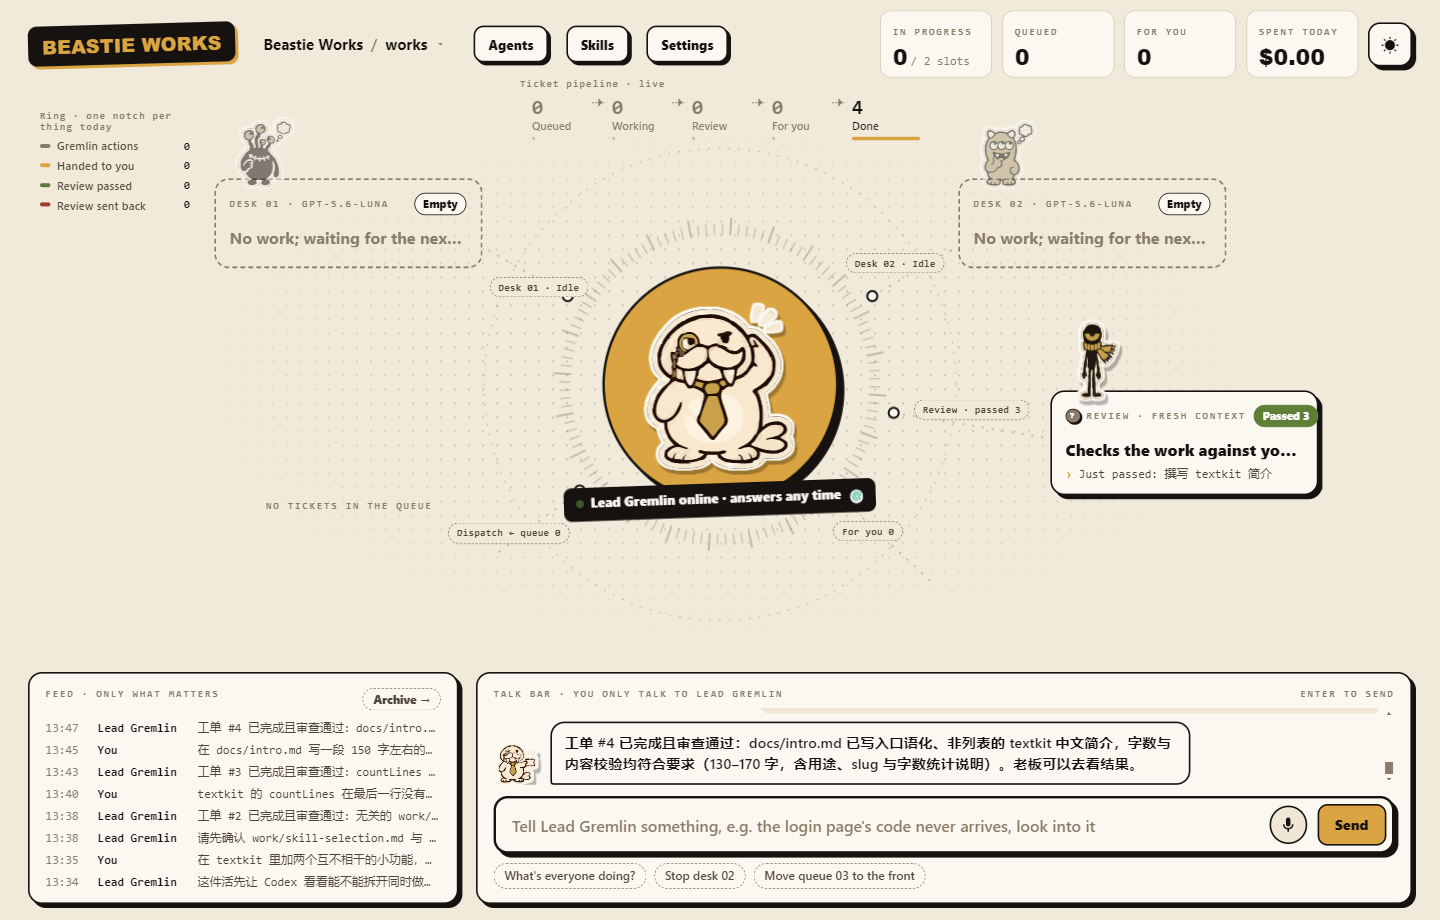 BEASTIE WORKS
Beastie Works / works
Agents
Skills
Settings
IN PROGRESS
0 / 2 slots
QUEUED
0
FOR YOU
0
SPENT TODAY
$0.00
Ticket pipeline · live
0 → 0 → 0 → 0 → 4
Queued Working Review For you Done
Ring · one notch per
thing today
Gremlin actions 0
Handed to you 0
Review passed 0
Review sent back 0
DESK 01 · GPT-5.6-LUNA Empty
No work; waiting for the nex...
DESK 02 · GPT-5.6-LUNA Empty
No work; waiting for the nex...
Desk 01 · Idle
Desk 02 · Idle
Review · passed 3
? REVIEW · FRESH CONTEXT Passed 3
Checks the work against yo...
› Just passed: 撰写 textkit 简介
Lead Gremlin online · answers any time
NO TICKETS IN THE QUEUE
Dispatch ← queue 0
For you 0
FEED · ONLY WHAT MATTERS
Archive →
13:47 Lead Gremlin 工单 #4 已完成且审查通过: docs/intro.…
13:45 You 在 docs/intro.md 写一段 150 字左右的…
13:43 Lead Gremlin 工单 #3 已完成且审查通过: countLines …
13:40 You textkit 的 countLines 在最后一行没有…
13:38 Lead Gremlin 工单 #2 已完成且审查通过: 无关的 work/…
13:38 Lead Gremlin 请先确认 work/skill-selection.md 与 …
13:35 You 在 textkit 里加两个互不相干的小功能, …
13:34 Lead Gremlin 这件活先让 Codex 看看能不能拆开同时做…
TALK BAR · YOU ONLY TALK TO LEAD GREMLIN
ENTER TO SEND
工单 #4 已完成且审查通过：docs/intro.md 已写入口语化、非列表的 textkit 中文简介，字数与
内容校验均符合要求（130–170 字，含用途、slug 与字数统计说明）。老板可以去看结果。
Tell Lead Gremlin something, e.g. the login page's code never arrives, look into it
Send
What's everyone doing?
Stop desk 02
Move queue 03 to the front